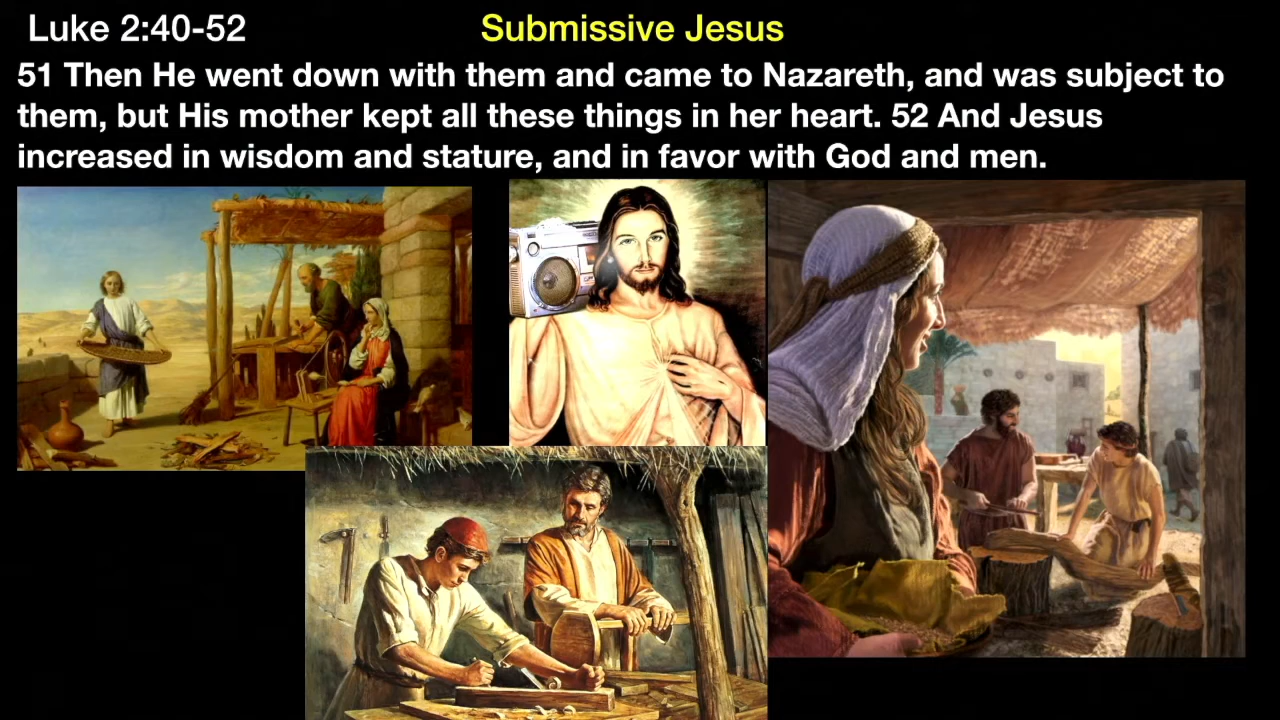 Luke 2:40-52
Submissive Jesus
51 Then He went down with them and came to Nazareth, and was subject to
them, but His mother kept all these things in her heart. 52 And Jesus
increased in wisdom and stature, and in favor with God and men.